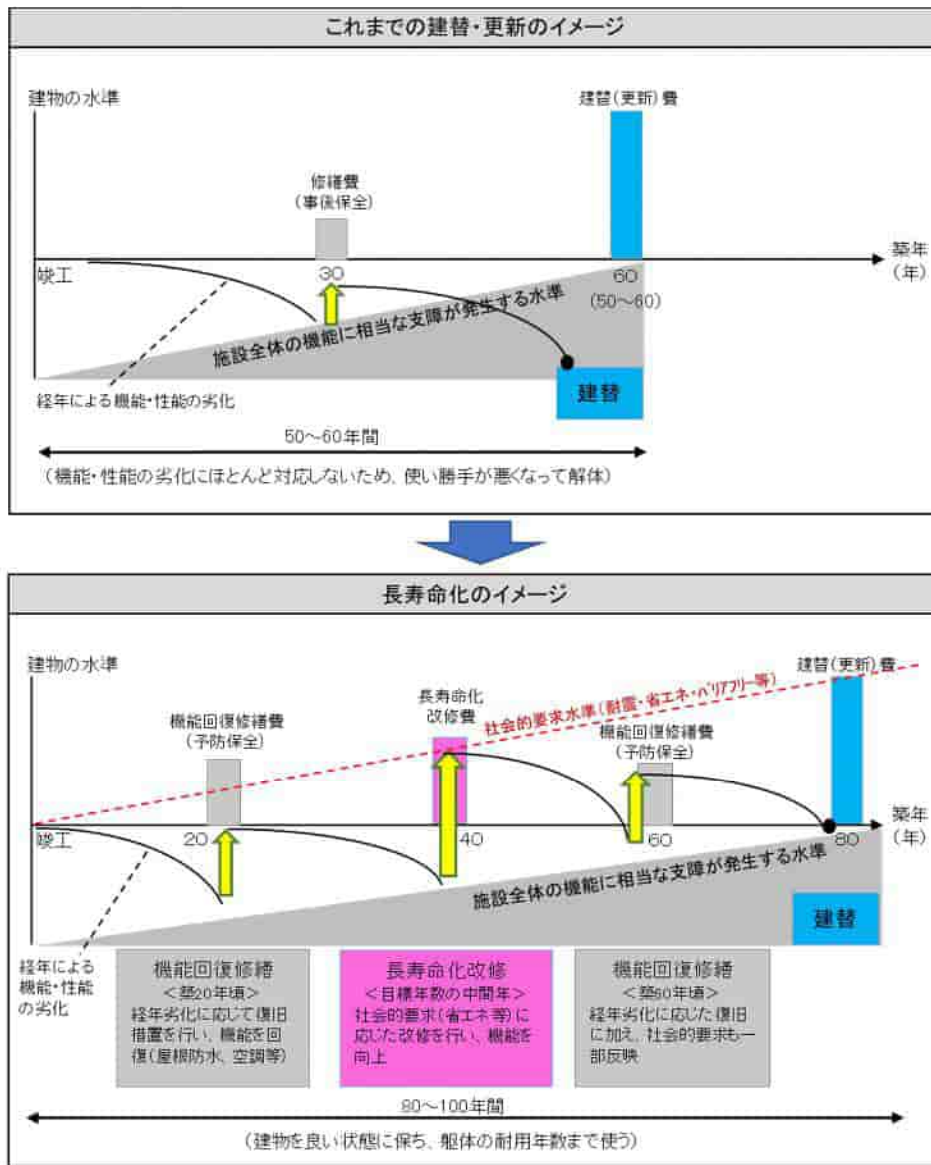 これまでの建替・更新のイメージ
建物の水準
建替(更新)費
修繕費
(事後保全)
築年
(年)
竣工
30
60
(50～60)
施設全体の機能に相当な支障が発生する水準
経年による機能・性能の劣化
建替
50～60年間
(機能・性能の劣化にほとんど対応しないため、使い勝手が悪くなって解体)
長寿命化のイメージ
建物の水準
建替(更新)費
長寿命化
改修費
社会的要求水準(耐震・省エネ・バリアフリー等)
機能回復修繕費
(予防保全)
機能回復修繕費
(予防保全)
竣工
20
40
60
80
築年
(年)
施設全体の機能に相当な支障が発生する水準
建替
経年による
機能・性能
の劣化
機能回復修繕
<築20年頃>
経年劣化に応じて復旧
措置を行い、機能を回
復(屋根防水、空調等)
長寿命化改修
<目標年数の中間年>
社会的要求(省エネ等)に
応じた改修を行い、機能を
向上
機能回復修繕
<築60年頃>
経年劣化に応じた復旧
に加え、社会的要求も一
部反映
80～100年間
(建物を良い状態に保ち、躯体の耐用年数まで使う)